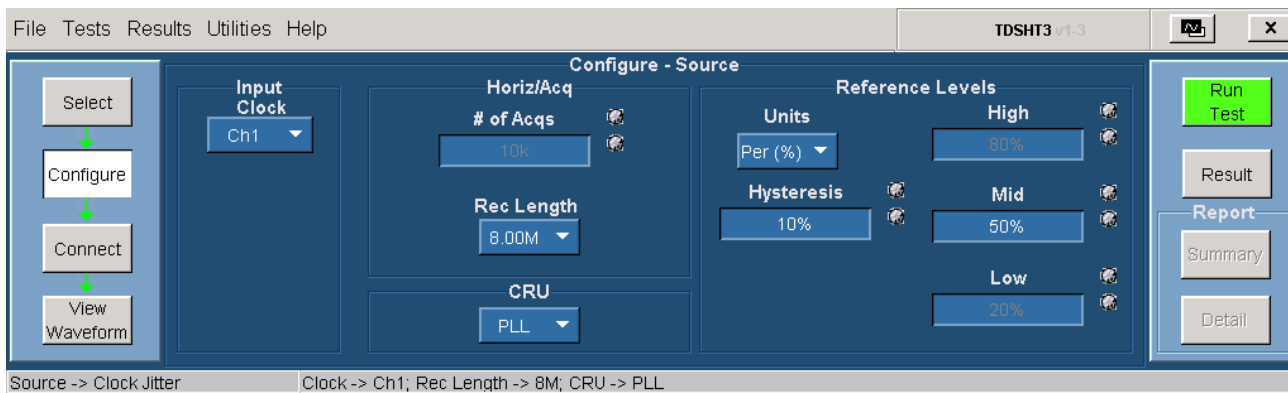 File Tests Results Utilities Help
TDSHT3 v1-3
x
Select
Configure
Connect
View
Waveform
Configure - Source
Input
Clock
Ch1
Horiz/Acq
# of Acqs
10k
Rec Length
8.00M
CRU
PLL
Reference Levels
Units
Per (%)
Hysteresis
10%
High
80%
Mid
50%
Low
20%
Run
Test
Result
Report
Summary
Detail
Source -> Clock Jitter
Clock -> Ch1; Rec Length -> 8M; CRU -> PLL